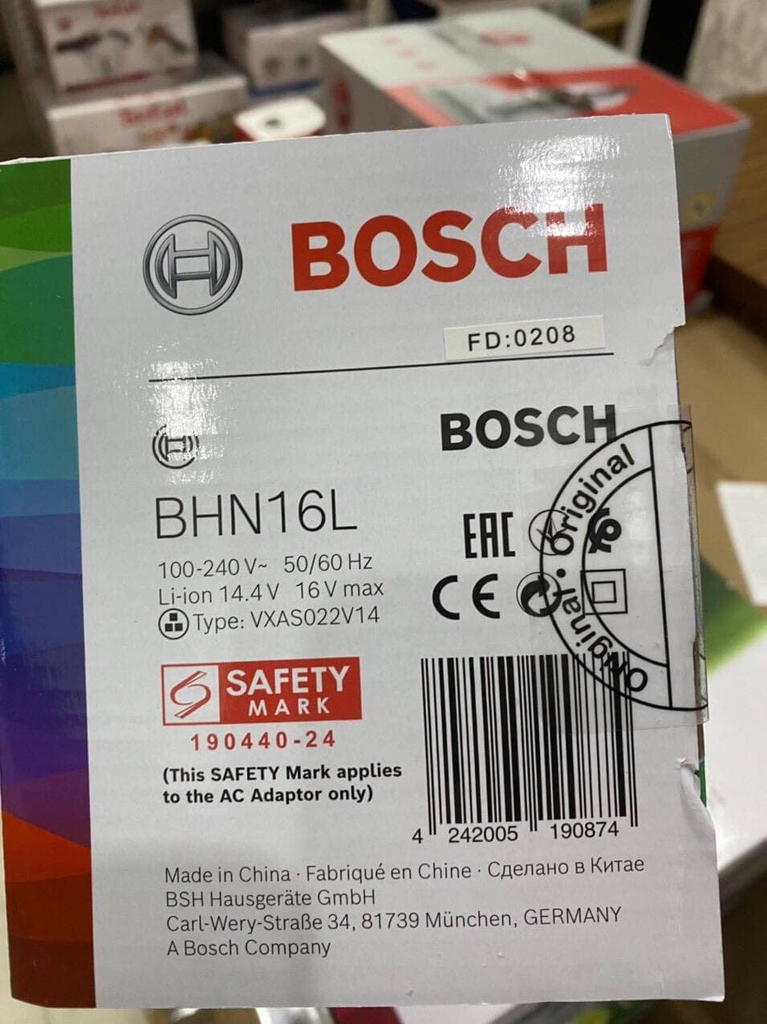 Tefal
BOSCH
FD:0208
BOSCH
BHN16L
100-240 V~ 50/60 Hz
Li-ion 14.4 V 16 V max
Type: VXAS022V14
EAC
CE
Original • Original
SAFETY
MARK
190440-24
(This SAFETY Mark applies
to the AC Adaptor only)
4 242005 190874
Made in China · Fabriqué en Chine · Сделано в Китае
BSH Hausgeräte GmbH
Carl-Wery-Straße 34, 81739 München, GERMANY
A Bosch Company